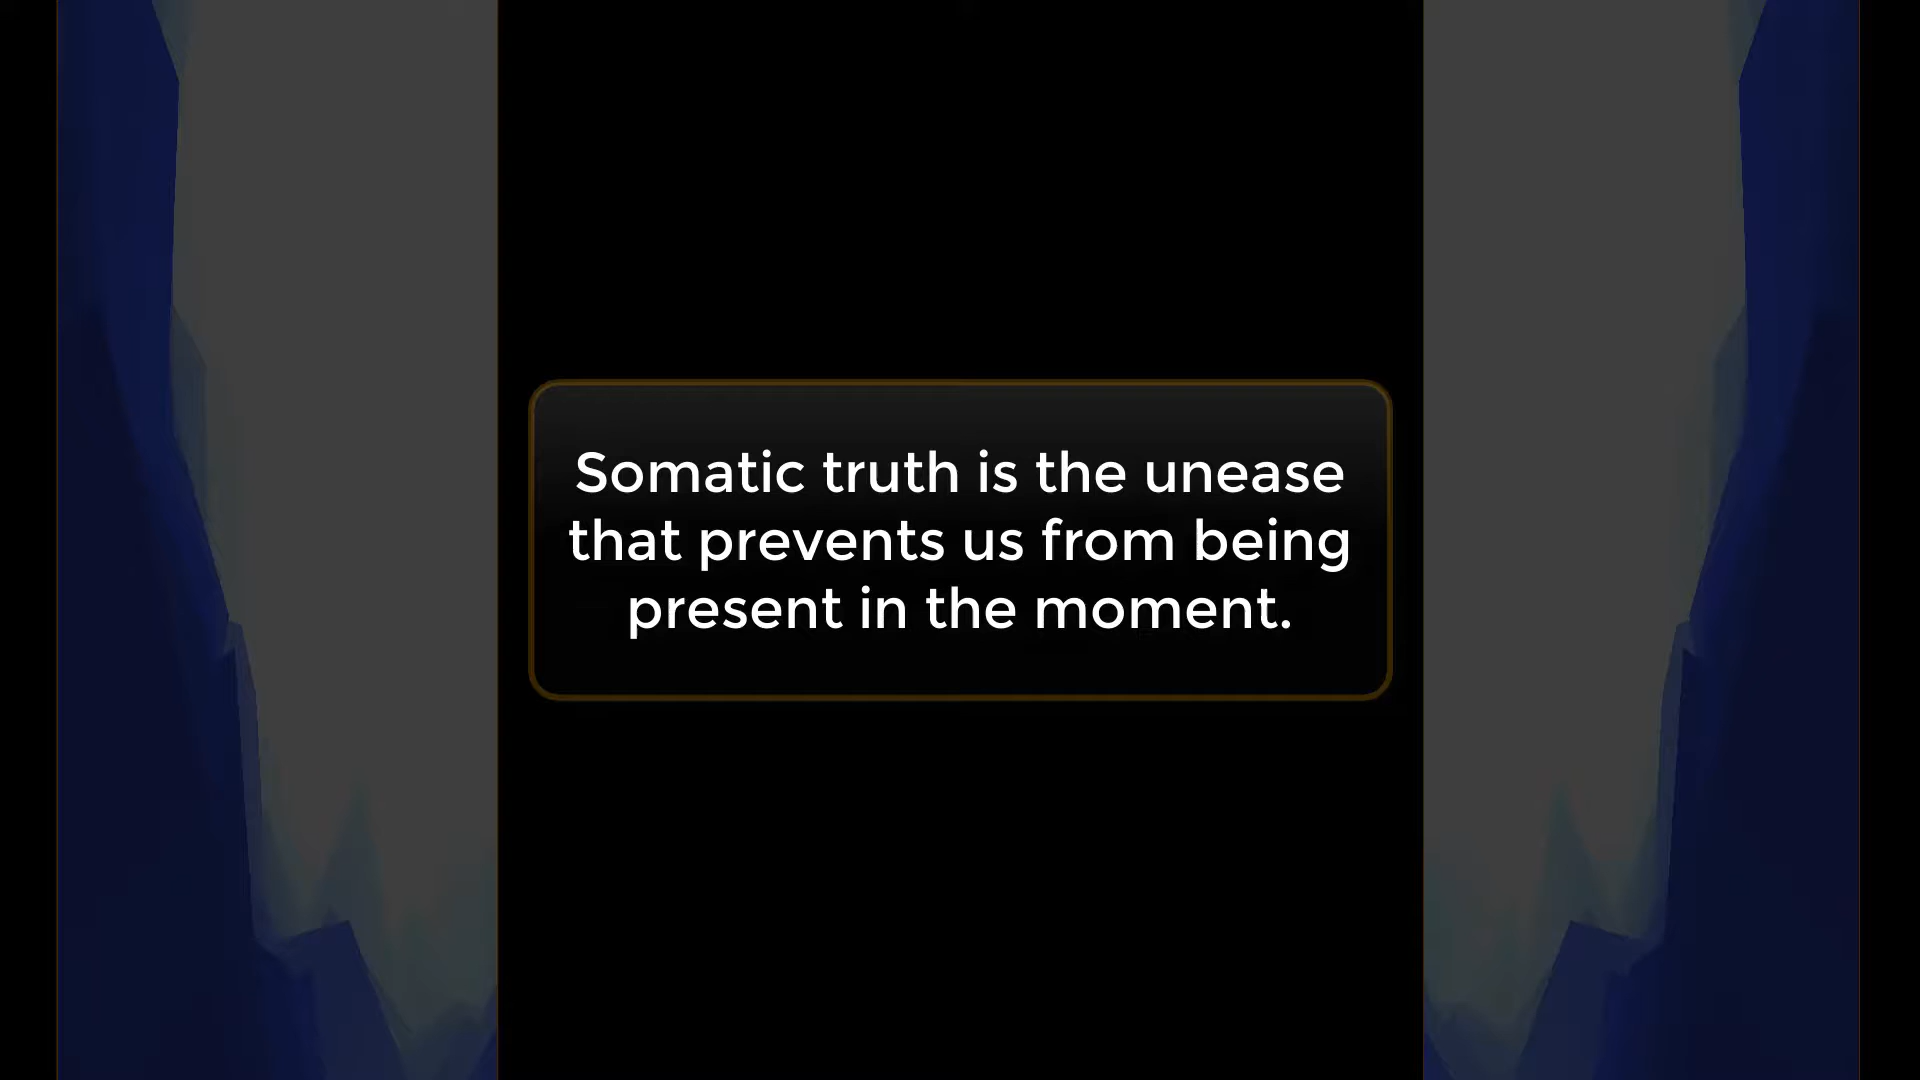 Somatic truth is the unease
that prevents us from being
present in the moment.